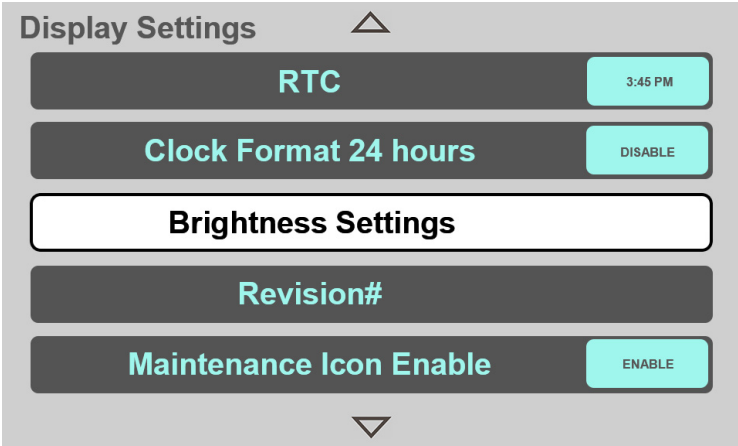 Display Settings
RTC
3:45 PM
Clock Format 24 hours
DISABLE
Brightness Settings
Revision#
Maintenance Icon Enable
ENABLE